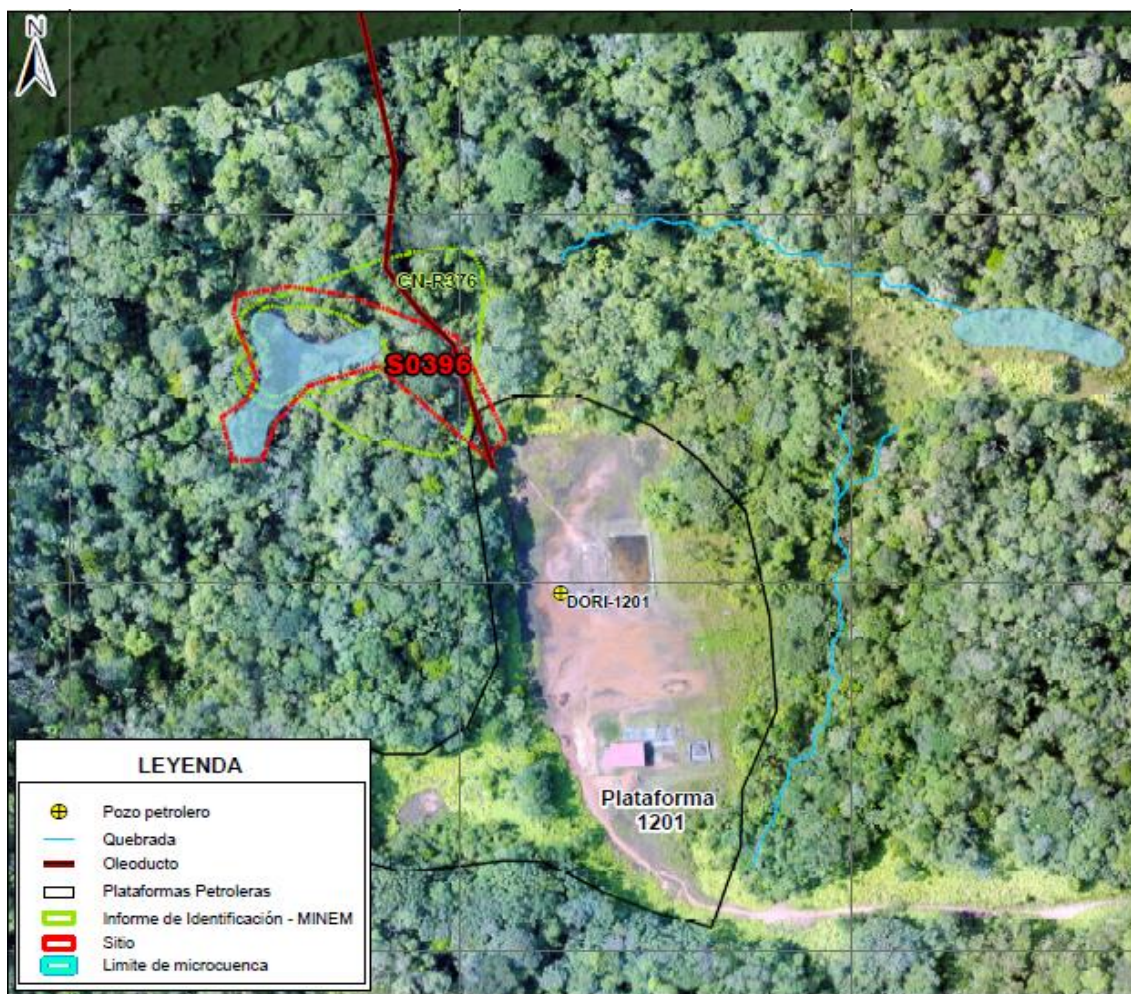 N
CN-R376
S0396
DORI-1201
Plataforma
1201
LEYENDA
Pozo petrolero
Quebrada
Oleoducto
Plataformas Petroleras
Informe de Identificación - MINEM
Sitio
Limite de microcuenca